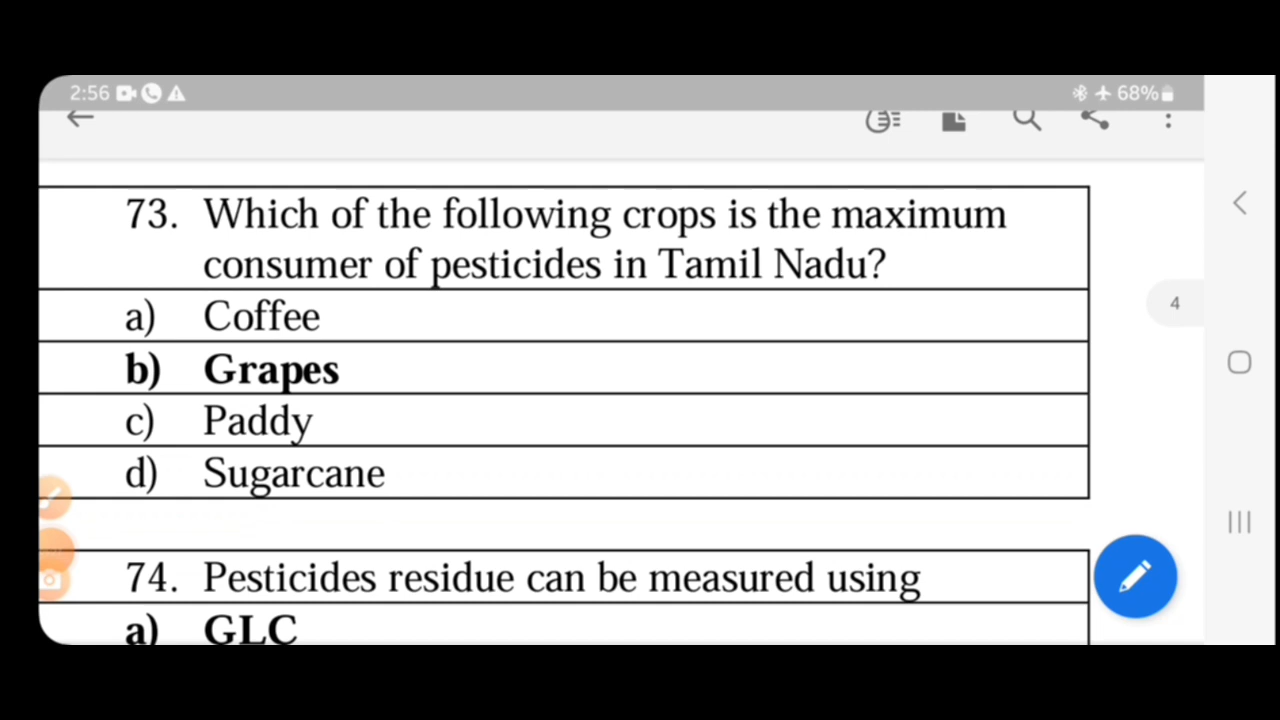 2:56
68%
73. Which of the following crops is the maximum
consumer of pesticides in Tamil Nadu?
4
a) Coffee
b) Grapes
c) Paddy
d) Sugarcane
74. Pesticides residue can be measured using
a) GLC